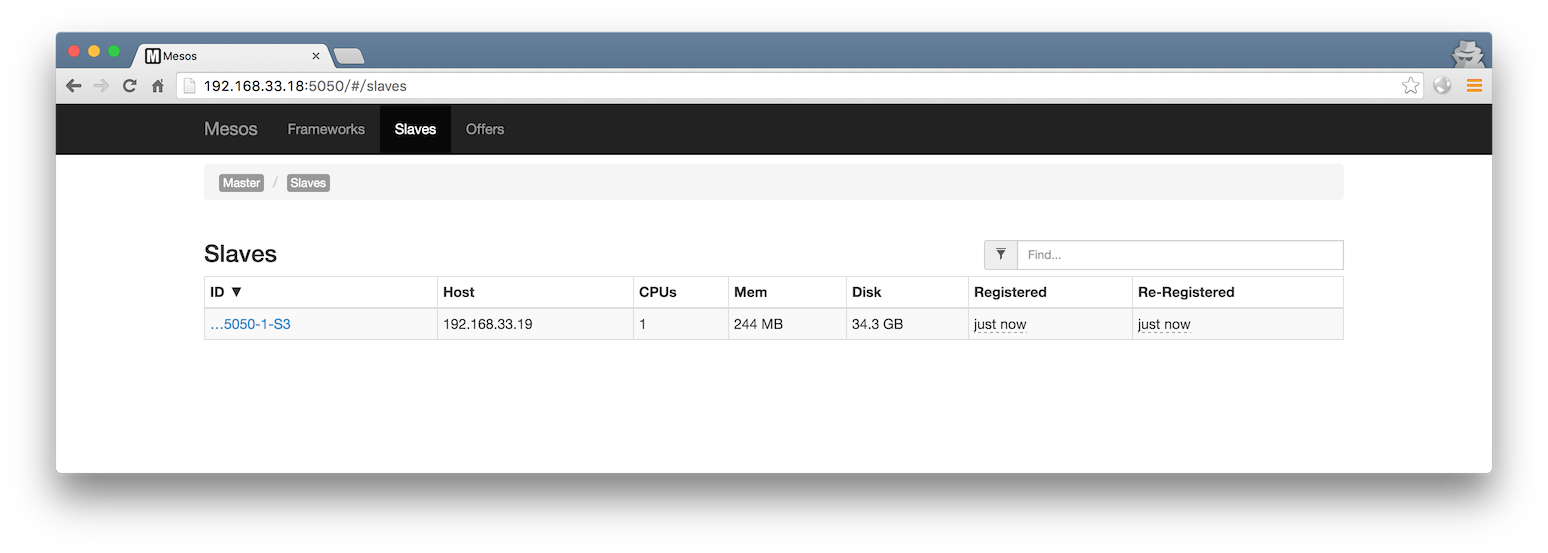 Mesos
192.168.33.18:5050/#/slaves
Mesos Frameworks Slaves Offers
Master / Slaves
Slaves Find...
ID ▼ Host CPUs Mem Disk Registered Re-Registered
…5050-1-S3 192.168.33.19 1 244 MB 34.3 GB just now just now